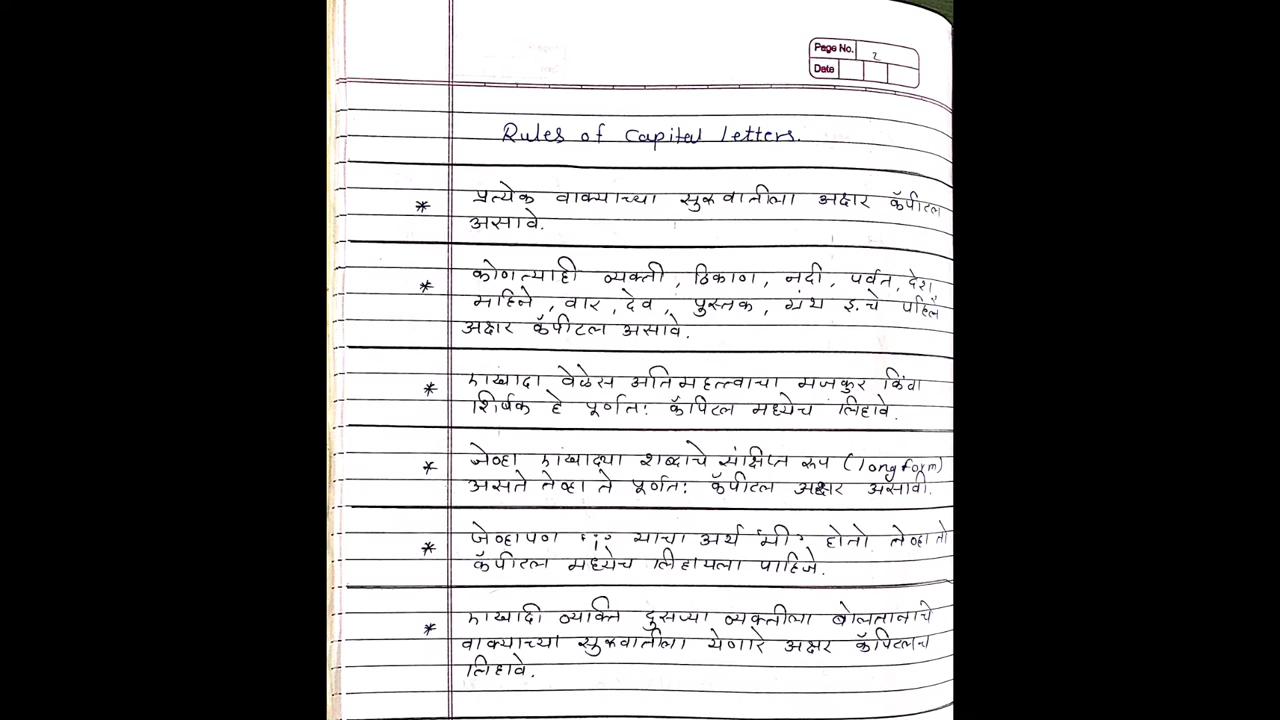 Page No. 2
Date
Rules of Capital Letters.
* प्रत्येक वाक्याच्या सुरुवातीला अक्षर कॅपीटल
असावे.
* कोणत्याही व्यक्ती, ठिकाण, नदी, पर्वत, देश
महिने, वार, देव, पुस्तक, ग्रंथ इ.चे पहिले
अक्षर कॅपीटल असावे.
* एखादा वेळेस अतिमहत्त्वाचा मजकुर किंवा
शिर्षक हे पूर्णत: कॅपिटल मध्येच लिहावे.
* जेव्हा एखाद्या शब्दाचे संक्षिप्त रूप (longform)
असते तेव्हा ते पूर्णत: कॅपीटल अक्षर असावी.
* जेव्हापण 'i' याचा अर्थ 'मी' होतो तेव्हा तो
कॅपीटल मध्येच लिहायला पाहिजे.
* एखादी व्यक्ति दुसऱ्या व्यक्तीला बोलतानाचे
वाक्याच्या सुरुवातीला येणारे अक्षर कॅपिटलच
लिहावे.